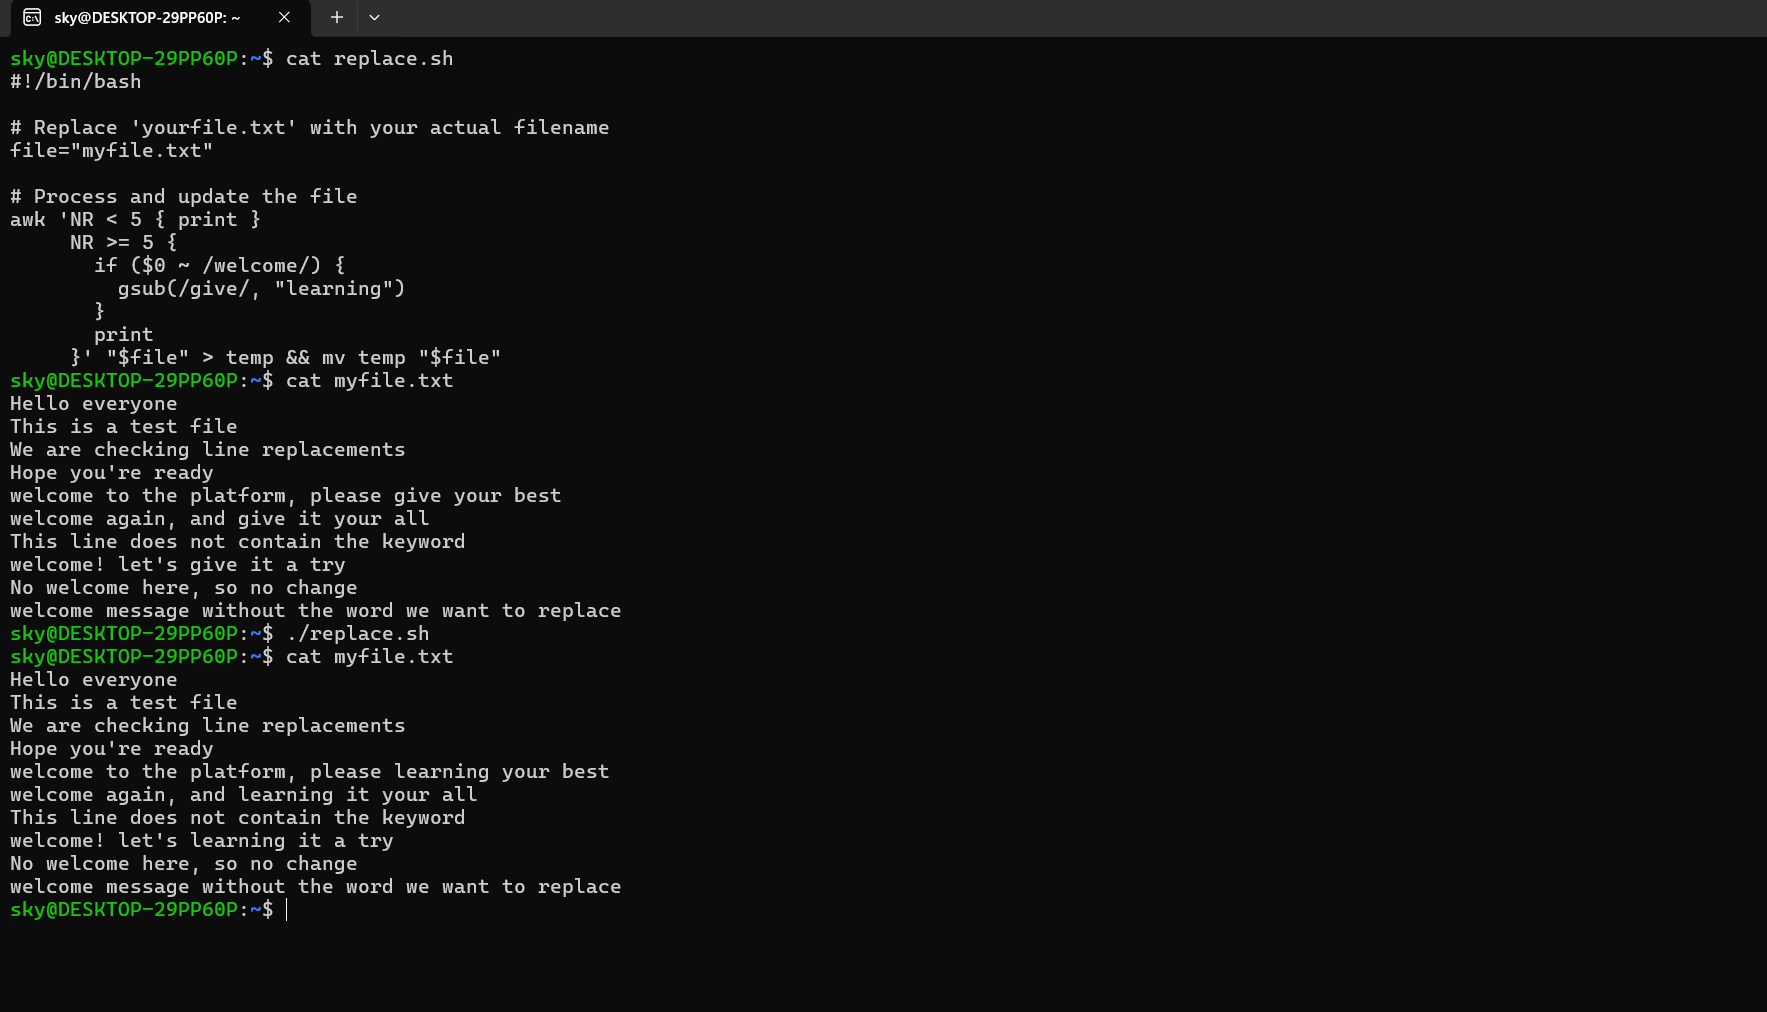 sky@DESKTOP-29PP60P: ~
sky@DESKTOP-29PP60P:~$ cat replace.sh
#!/bin/bash

# Replace 'yourfile.txt' with your actual filename
file="myfile.txt"

# Process and update the file
awk 'NR < 5 { print }
     NR >= 5 {
       if ($0 ~ /welcome/) {
         gsub(/give/, "learning")
       }
       print
     }' "$file" > temp && mv temp "$file"
sky@DESKTOP-29PP60P:~$ cat myfile.txt
Hello everyone
This is a test file
We are checking line replacements
Hope you're ready
welcome to the platform, please give your best
welcome again, and give it your all
This line does not contain the keyword
welcome! let's give it a try
No welcome here, so no change
welcome message without the word we want to replace
sky@DESKTOP-29PP60P:~$ ./replace.sh
sky@DESKTOP-29PP60P:~$ cat myfile.txt
Hello everyone
This is a test file
We are checking line replacements
Hope you're ready
welcome to the platform, please learning your best
welcome again, and learning it your all
This line does not contain the keyword
welcome! let's learning it a try
No welcome here, so no change
welcome message without the word we want to replace
sky@DESKTOP-29PP60P:~$